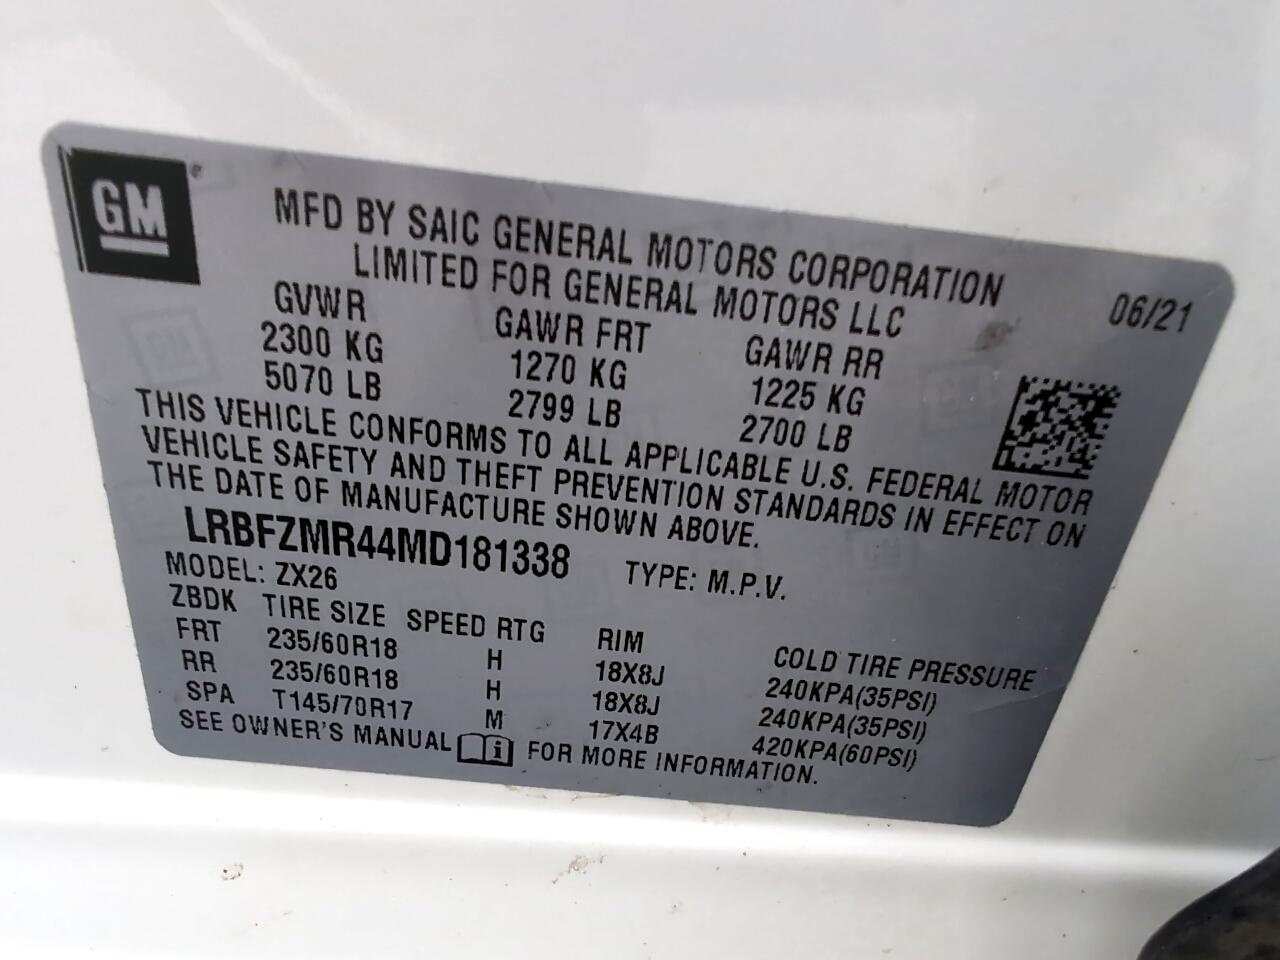 GM
MFD BY SAIC GENERAL MOTORS CORPORATION
LIMITED FOR GENERAL MOTORS LLC
06/21
GVWR GAWR FRT GAWR RR
2300 KG 1270 KG 1225 KG
5070 LB 2799 LB 2700 LB
THIS VEHICLE CONFORMS TO ALL APPLICABLE U.S. FEDERAL MOTOR
VEHICLE SAFETY AND THEFT PREVENTION STANDARDS IN EFFECT ON
THE DATE OF MANUFACTURE SHOWN ABOVE.
LRBFZMR44MD181338 TYPE: M.P.V.
MODEL: ZX26
ZBDK TIRE SIZE SPEED RTG RIM COLD TIRE PRESSURE
FRT 235/60R18 H 18X8J 240KPA(35PSI)
RR 235/60R18 H 18X8J 240KPA(35PSI)
SPA T145/70R17 M 17X4B 420KPA(60PSI)
SEE OWNER'S MANUAL i FOR MORE INFORMATION.